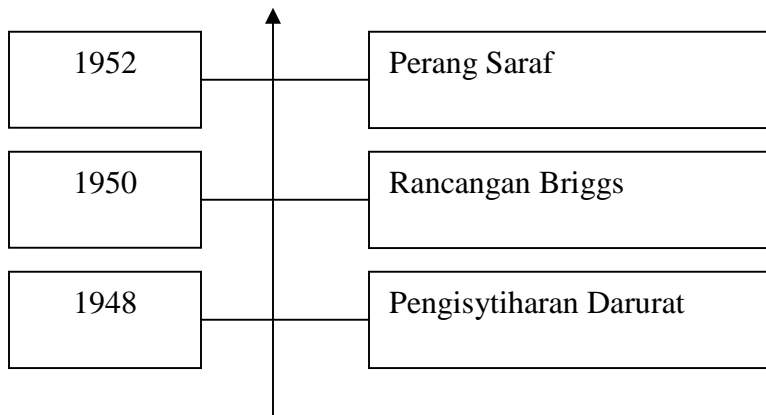 1952
Perang Saraf
1950
Rancangan Briggs
1948
Pengisytiharan Darurat